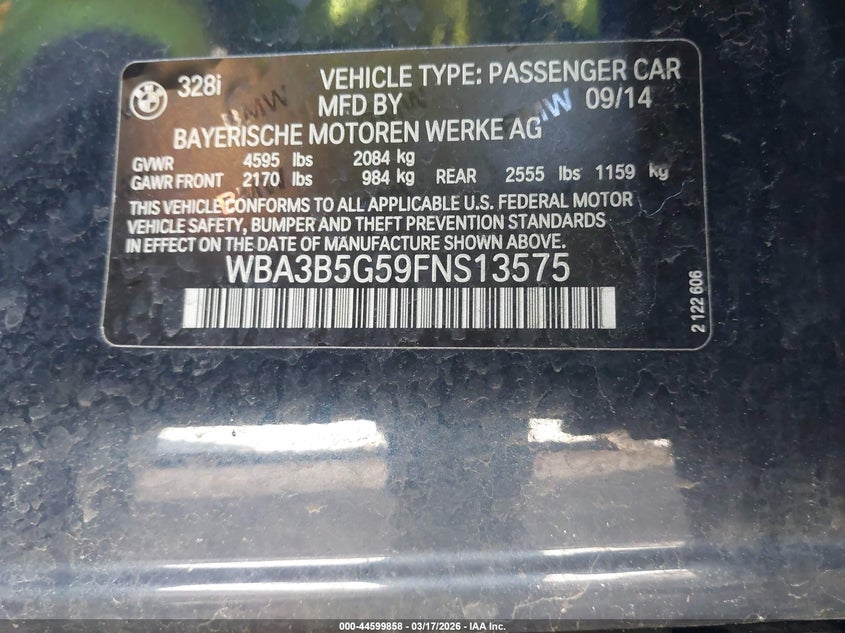 328i VEHICLE TYPE: PASSENGER CAR
MFD BY 09/14
BAYERISCHE MOTOREN WERKE AG
GVWR 4595 lbs 2084 kg
GAWR FRONT 2170 lbs 984 kg REAR 2555 lbs 1159 kg
THIS VEHICLE CONFORMS TO ALL APPLICABLE U.S. FEDERAL MOTOR
VEHICLE SAFETY, BUMPER AND THEFT PREVENTION STANDARDS
IN EFFECT ON THE DATE OF MANUFACTURE SHOWN ABOVE.
WBA3B5G59FNS13575
2 122 606
BMW
BMW
BMW
000-44599858 - 03/17/2026 - IAA Inc.